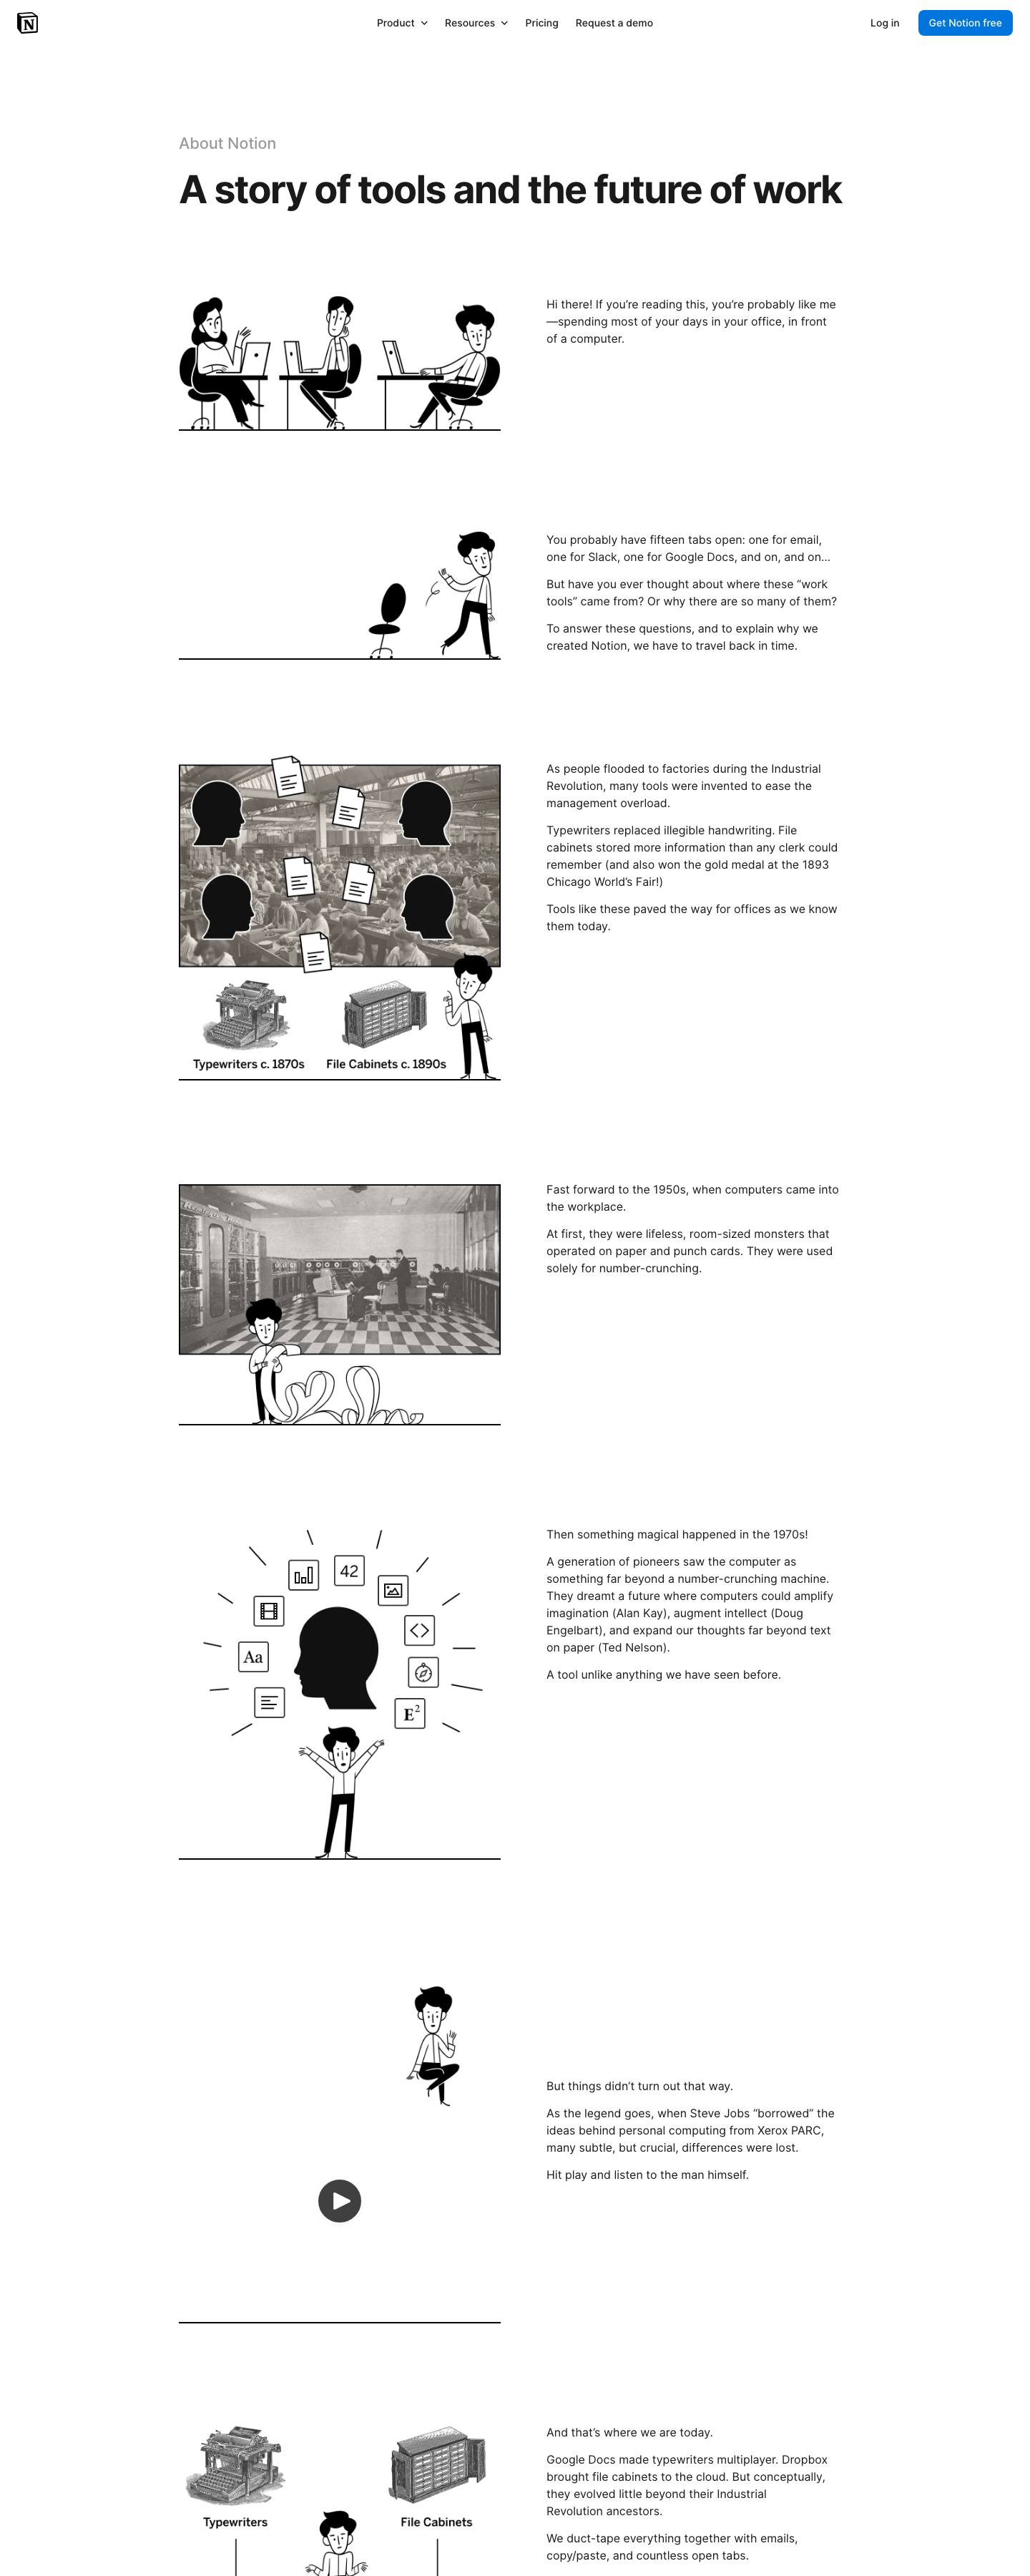 N
Product
Resources
Pricing
Request a demo
Log in
Get Notion free
About Notion
A story of tools and the future of work
Hi there! If you’re reading this, you’re probably like me
—spending most of your days in your office, in front
of a computer.
You probably have fifteen tabs open: one for email,
one for Slack, one for Google Docs, and on, and on…
But have you ever thought about where these “work
tools” came from? Or why there are so many of them?
To answer these questions, and to explain why we
created Notion, we have to travel back in time.
As people flooded to factories during the Industrial
Revolution, many tools were invented to ease the
management overload.
Typewriters replaced illegible handwriting. File
cabinets stored more information than any clerk could
remember (and also won the gold medal at the 1893
Chicago World’s Fair!)
Tools like these paved the way for offices as we know
them today.
Typewriters c. 1870s
File Cabinets c. 1890s
Fast forward to the 1950s, when computers came into
the workplace.
At first, they were lifeless, room-sized monsters that
operated on paper and punch cards. They were used
solely for number-crunching.
42
Aa
E²
Then something magical happened in the 1970s!
A generation of pioneers saw the computer as
something far beyond a number-crunching machine.
They dreamt a future where computers could amplify
imagination (Alan Kay), augment intellect (Doug
Engelbart), and expand our thoughts far beyond text
on paper (Ted Nelson).
A tool unlike anything we have seen before.
But things didn’t turn out that way.
As the legend goes, when Steve Jobs “borrowed” the
ideas behind personal computing from Xerox PARC,
many subtle, but crucial, differences were lost.
Hit play and listen to the man himself.
Typewriters
File Cabinets
And that’s where we are today.
Google Docs made typewriters multiplayer. Dropbox
brought file cabinets to the cloud. But conceptually,
they evolved little beyond their Industrial
Revolution ancestors.
We duct-tape everything together with emails,
copy/paste, and countless open tabs.